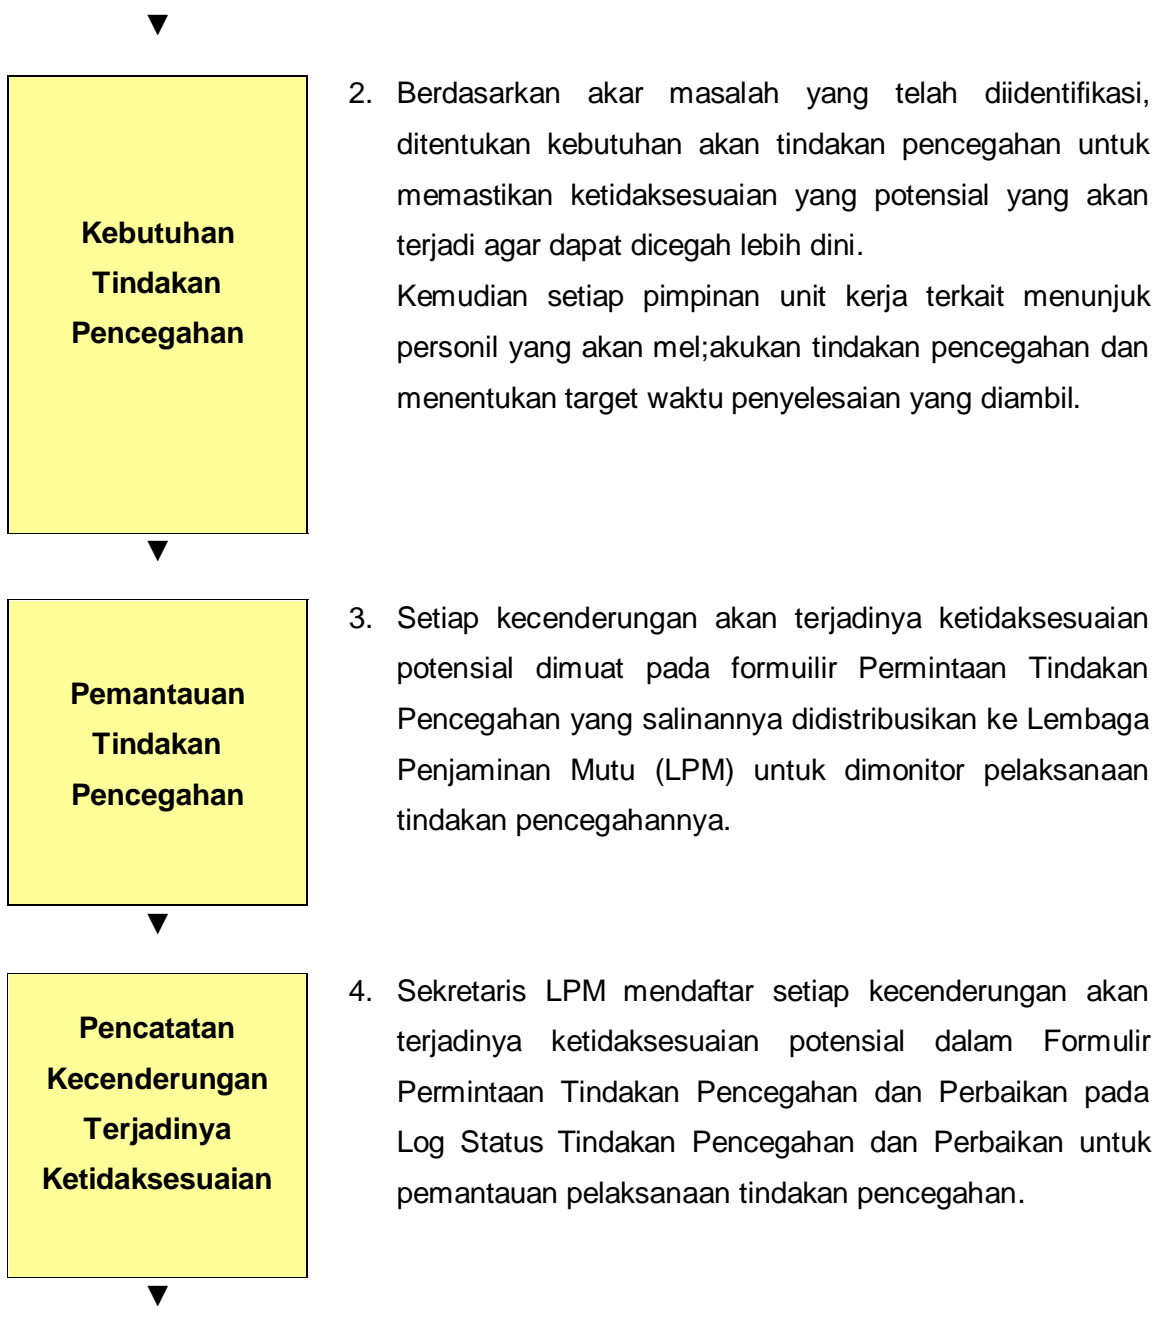 ▼
Kebutuhan
Tindakan
Pencegahan
2. Berdasarkan akar masalah yang telah diidentifikasi,
ditentukan kebutuhan akan tindakan pencegahan untuk
memastikan ketidaksesuaian yang potensial yang akan
terjadi agar dapat dicegah lebih dini.
Kemudian setiap pimpinan unit kerja terkait menunjuk
personil yang akan mel;akukan tindakan pencegahan dan
menentukan target waktu penyelesaian yang diambil.
▼
Pemantauan
Tindakan
Pencegahan
3. Setiap kecenderungan akan terjadinya ketidaksesuaian
potensial dimuat pada formuilir Permintaan Tindakan
Pencegahan yang salinannya didistribusikan ke Lembaga
Penjaminan Mutu (LPM) untuk dimonitor pelaksanaan
tindakan pencegahannya.
▼
Pencatatan
Kecenderungan
Terjadinya
Ketidaksesuaian
4. Sekretaris LPM mendaftar setiap kecenderungan akan
terjadinya ketidaksesuaian potensial dalam Formulir
Permintaan Tindakan Pencegahan dan Perbaikan pada
Log Status Tindakan Pencegahan dan Perbaikan untuk
pemantauan pelaksanaan tindakan pencegahan.
▼